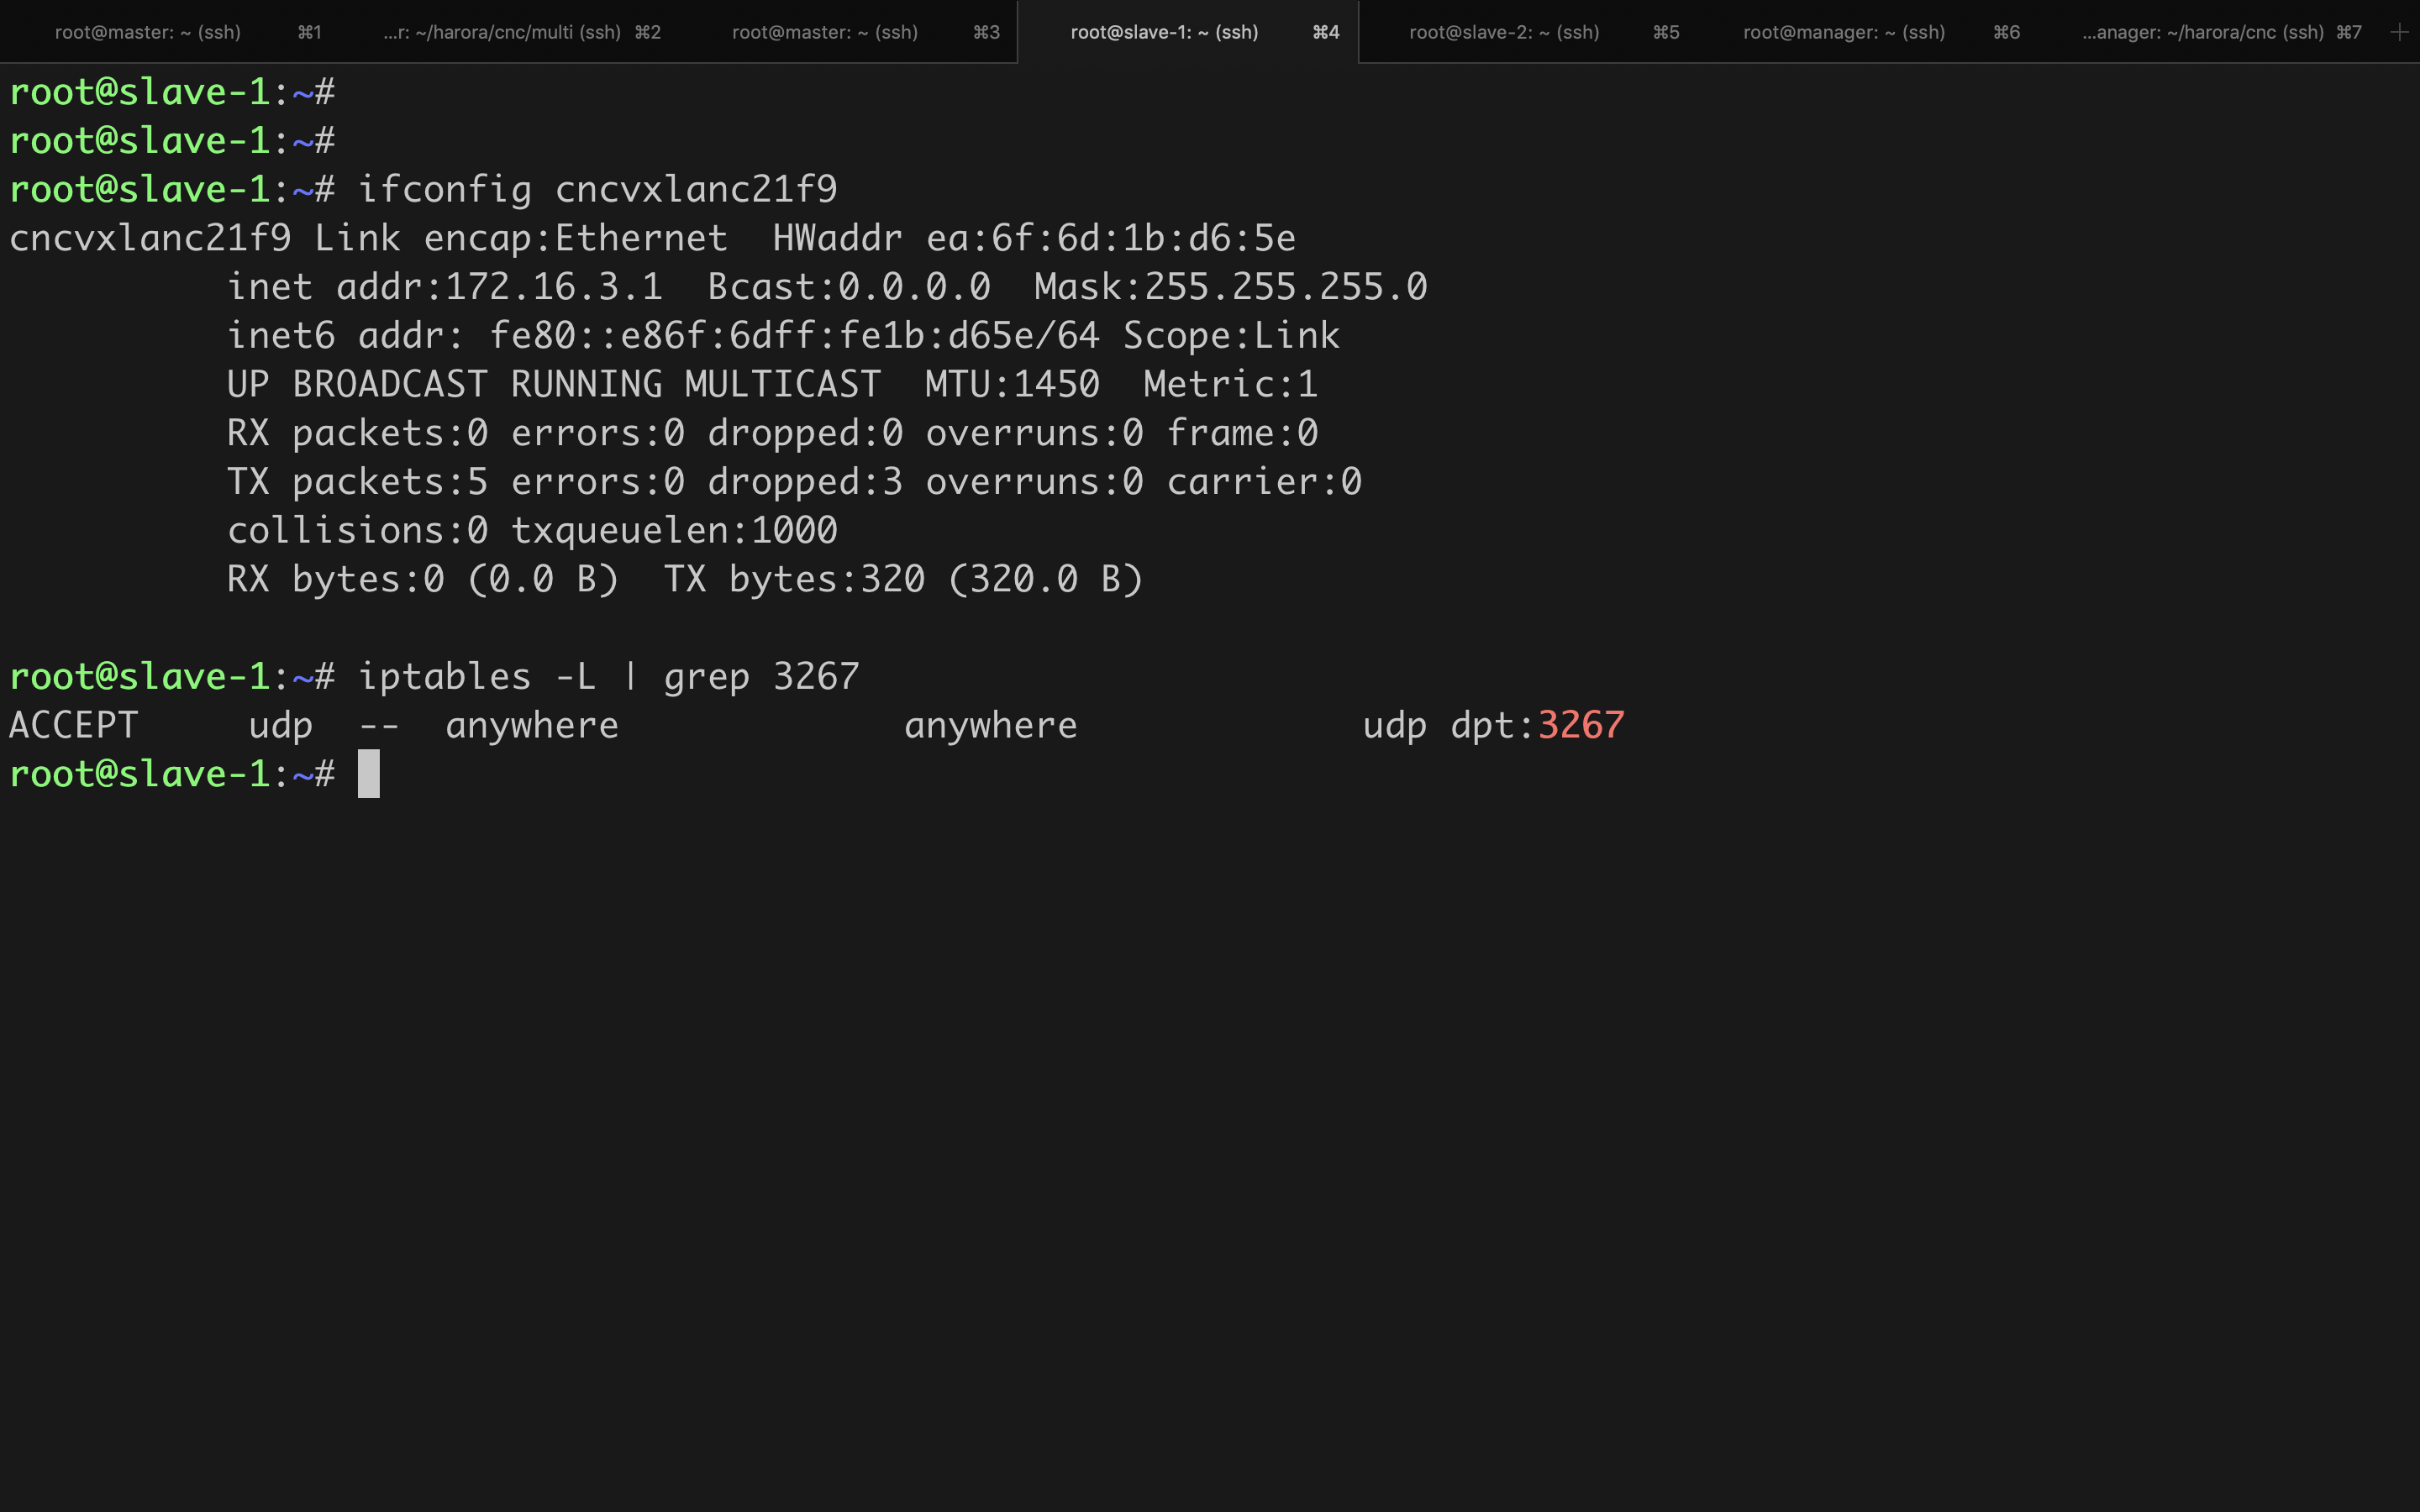 root@master: ~ (ssh) ⌘1 ...r: ~/harora/cnc/multi (ssh) ⌘2 root@master: ~ (ssh) ⌘3 root@slave-1: ~ (ssh) ⌘4 root@slave-2: ~ (ssh) ⌘5 root@manager: ~ (ssh) ⌘6 ...anager: ~/harora/cnc (ssh) ⌘7 +
root@slave-1:~#
root@slave-1:~#
root@slave-1:~# ifconfig cncvxlanc21f9
cncvxlanc21f9 Link encap:Ethernet  HWaddr ea:6f:6d:1b:d6:5e
          inet addr:172.16.3.1  Bcast:0.0.0.0  Mask:255.255.255.0
          inet6 addr: fe80::e86f:6dff:fe1b:d65e/64 Scope:Link
          UP BROADCAST RUNNING MULTICAST  MTU:1450  Metric:1
          RX packets:0 errors:0 dropped:0 overruns:0 frame:0
          TX packets:5 errors:0 dropped:3 overruns:0 carrier:0
          collisions:0 txqueuelen:1000
          RX bytes:0 (0.0 B)  TX bytes:320 (320.0 B)
root@slave-1:~# iptables -L | grep 3267
ACCEPT     udp  --  anywhere             anywhere             udp dpt:3267
root@slave-1:~#